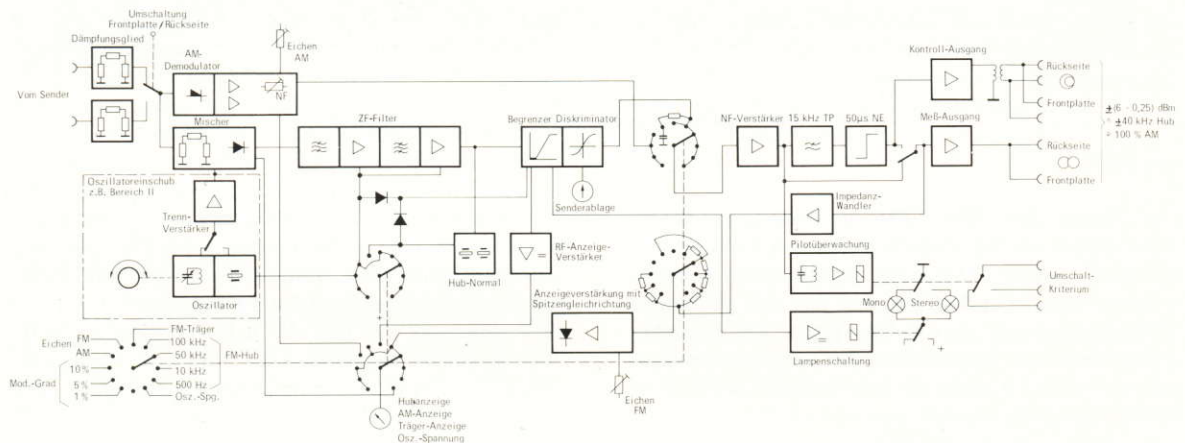 Umschaltung
Frontplatte/Rückseite
Dämpfungsglied
AM-
Demodulator
Eichen
AM
NF
Vom Sender
Mischer
ZF-Filter
Begrenzer Diskriminator
Senderablage
NF-Verstärker
15 kHz TP
50µs NE
Kontroll-Ausgang
Meß-Ausgang
Rückseite
Frontplatte
Rückseite
Frontplatte
±(6 - 0,25) dBm
≙ ±40 kHz Hub
≙ 100 % AM
Oszillatoreinschub
z.B. Bereich II
Trenn-
Verstärker
Oszillator
Hub-Normal
RF-Anzeige-
Verstärker
Impedanz-
Wandler
Pilotüberwachung
Mono
Stereo
Umschalt-
Kriterium
Lampenschaltung
Anzeigeverstärkung mit
Spitzengleichrichtung
Eichen
FM
Eichen
FM
AM
Mod.-Grad
10%
5%
1%
FM-Träger
100 kHz
50 kHz
10 kHz
500 Hz
Osz.-Spg.
FM-Hub
Hubanzeige
AM-Anzeige
Träger-Anzeige
Osz.-Spannung